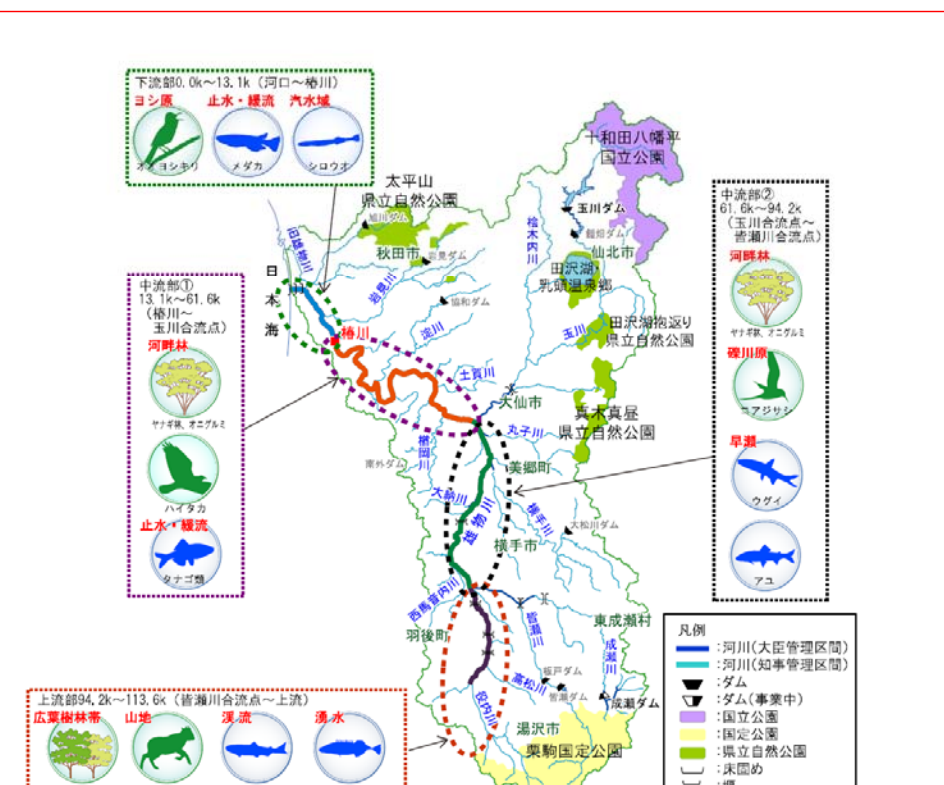 下流部0.0k～13.1k（河口～椿川）
ヨシ原 止水・緩流 汽水域
オオヨシキリ メダカ シロウオ
十和田八幡平
国立公園
太平山
県立自然公園
旭川ダム
秋田市
岩見ダム
旧雄物川
日本海
岩見川
協和ダム
淀川
椿川
土買川
桧木内川
玉川ダム
鎧畑ダム
仙北市
田沢湖・
乳頭温泉郷
玉川
田沢湖抱返り
県立自然公園
大仙市
真木真昼
県立自然公園
丸子川
楢岡川
南外ダム
美郷町
大納川
雄物川
横手川
大松川ダム
横手市
西馬音内川
羽後町
皆瀬川
東成瀬村
成瀬川
板戸ダム
皆瀬ダム
高松川
成瀬ダム
役内川
湯沢市
栗駒国定公園
中流部①
13.1k～61.6k
（椿川～
玉川合流点）
河畔林
ヤナギ林、オニグルミ
ハイタカ
止水・緩流
タナゴ類
中流部②
61.6k～94.2k
（玉川合流点～
皆瀬川合流点）
河畔林
ヤナギ林、オニグルミ
礫川原
コアジサシ
早瀬
ウグイ
アユ
上流部94.2k～113.6k（皆瀬川合流点～上流）
広葉樹林帯 山地 渓流 湧水
凡例
：河川（大臣管理区間）
：河川（知事管理区間）
：ダム
：ダム（事業中）
：国立公園
：国定公園
：県立自然公園
：床固め